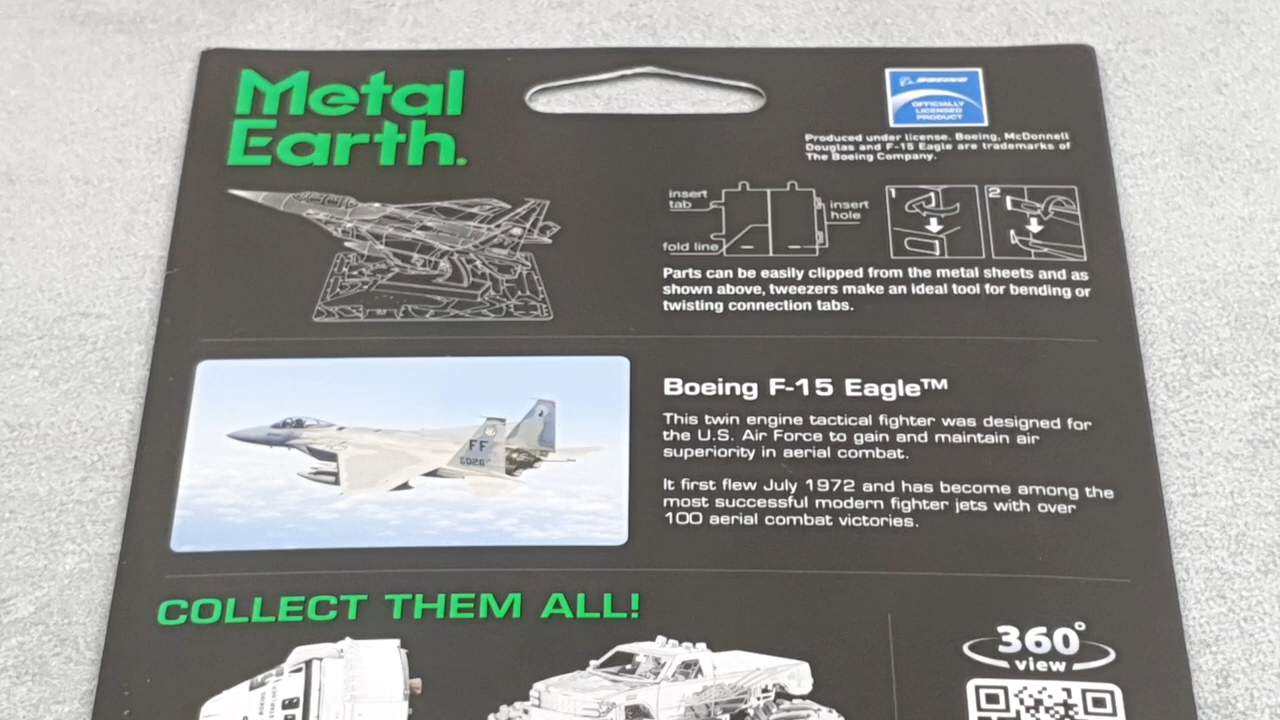 Metal
Earth.
BOEING
OFFICIALLY
LICENSED
PRODUCT
Produced under license. Boeing, McDonnell
Douglas and F-15 Eagle are trademarks of
The Boeing Company.
insert
tab
insert
hole
fold line
1
2
Parts can be easily clipped from the metal sheets and as
shown above, tweezers make an ideal tool for bending or
twisting connection tabs.
FF
Boeing F-15 Eagle™
This twin engine tactical fighter was designed for
the U.S. Air Force to gain and maintain air
superiority in aerial combat.
It first flew July 1972 and has become among the
most successful modern fighter jets with over
100 aerial combat victories.
COLLECT THEM ALL!
360°
view
BOEING
STARLINER